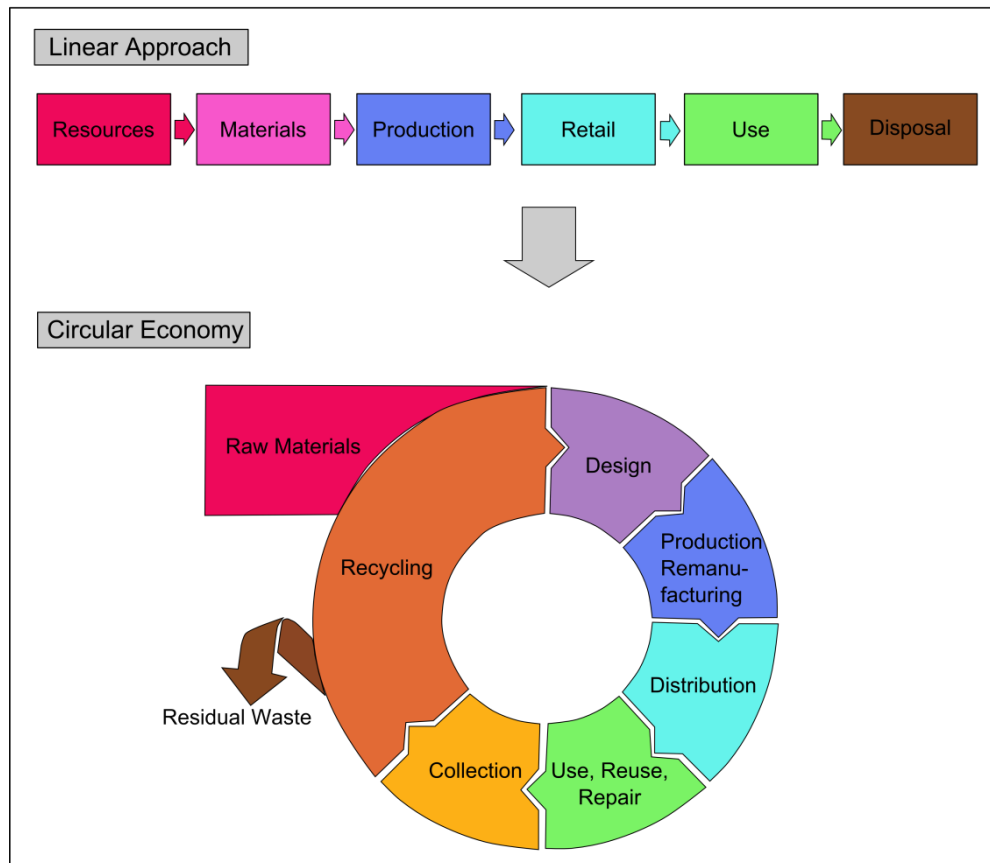 Linear Approach
Resources
Materials
Production
Retail
Use
Disposal
Circular Economy
Raw Materials
Design
Production
Remanu-
facturing
Recycling
Distribution
Residual Waste
Collection
Use, Reuse,
Repair